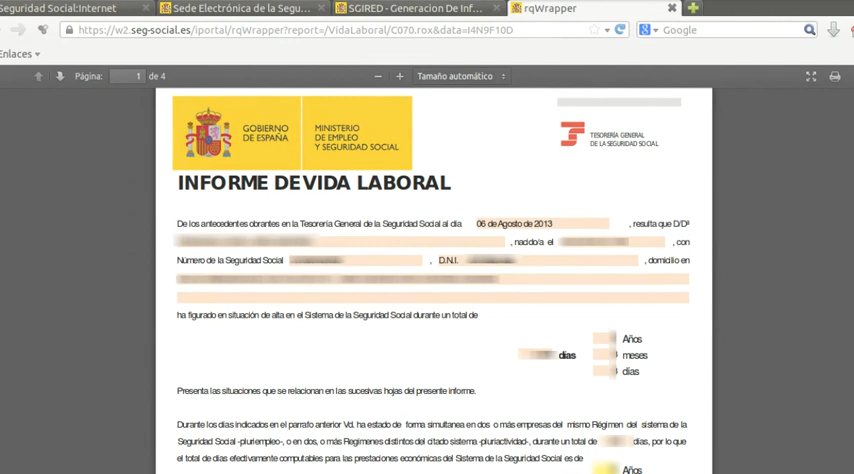 Seguridad Social:Internet
Sede Electrónica de la Segu...
SGIRED - Generacion De Inf...
rqWrapper
https://w2.seg-social.es/iportal/rqWrapper?report=/VidaLaboral/C070.rox&data=I4N9F10D
Google
Enlaces
Página: 1 de 4
Tamaño automático
GOBIERNO
DE ESPAÑA
MINISTERIO
DE EMPLEO
Y SEGURIDAD SOCIAL
TESORERÍA GENERAL
DE LA SEGURIDAD SOCIAL
INFORME DE VIDA LABORAL
De los antecedentes obrantes en la Tesorería General de la Seguridad Social al día 06 de Agosto de 2013 , resulta que D/Dª
, nacido/a el , con
Número de la Seguridad Social , D.N.I. , domicilio en
ha figurado en situación de alta en el Sistema de la Seguridad Social durante un total de
Años
días meses
días
Presenta las situaciones que se relacionan en las sucesivas hojas del presente informe.
Durante los días indicados en el parrafo anterior Vd. ha estado de forma simultanea en dos o más empresas del mismo Régimen del sistema de la
Seguridad Social -pluriempleo-, o en dos, o más Regimenes distintos del citado sistema -pluriactividad-, durante un total de días, por lo que
el total de días efectivamente computables para las prestaciones económicas del Sistema de la Seguridad Social es de
Años